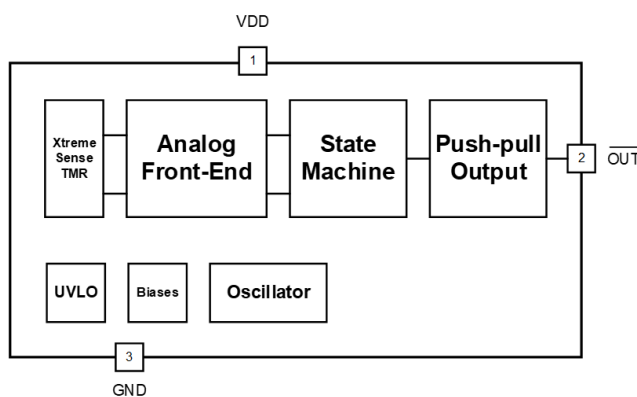 VDD
1
Xtreme
Sense
TMR
Analog
Front-End
State
Machine
Push-pull
Output
2
OUT
UVLO
Biases
Oscillator
3
GND